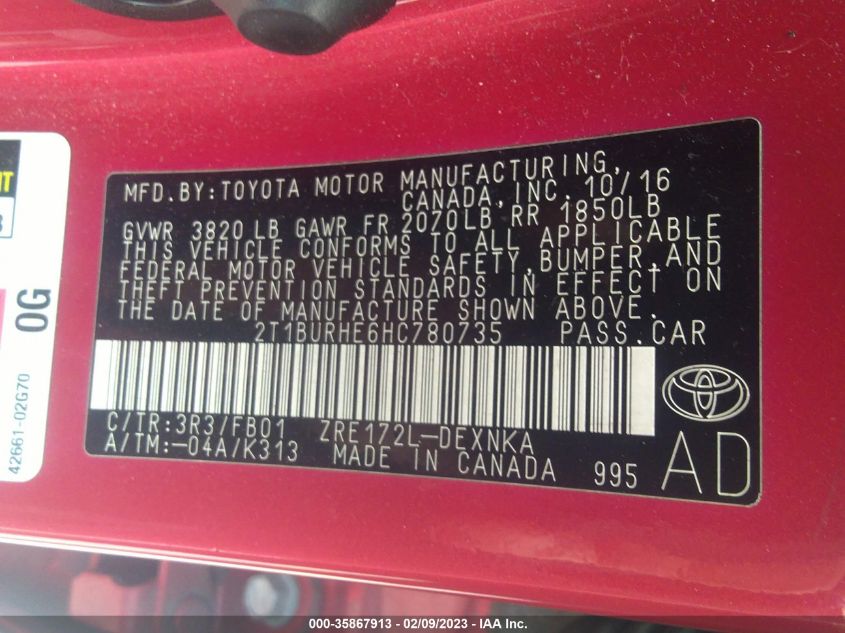 MFD.BY:TOYOTA MOTOR MANUFACTURING,
CANADA,INC. 10/16
GVWR 3820 LB GAWR FR 2070LB RR 1850LB
THIS VEHICLE CONFORMS TO ALL APPLICABLE
FEDERAL MOTOR VEHICLE SAFETY,BUMPER,AND
THEFT PREVENTION STANDARDS IN EFFECT ON
THE DATE OF MANUFACTURE SHOWN ABOVE.
2T1BURHE6HC780735 PASS.CAR
C/TR:3R3/FB01 ZRE172L-DEXNKA
A/TM:-04A/K313 MADE IN CANADA 995
AD
0G
42661-02G70
000-35867913 - 02/09/2023 - IAA Inc.